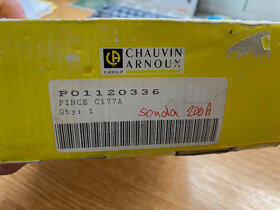 CHAUVIN
ARNOUX
GROUP
P01120336
PINCE C177A
Qty: 1
sonda 200A